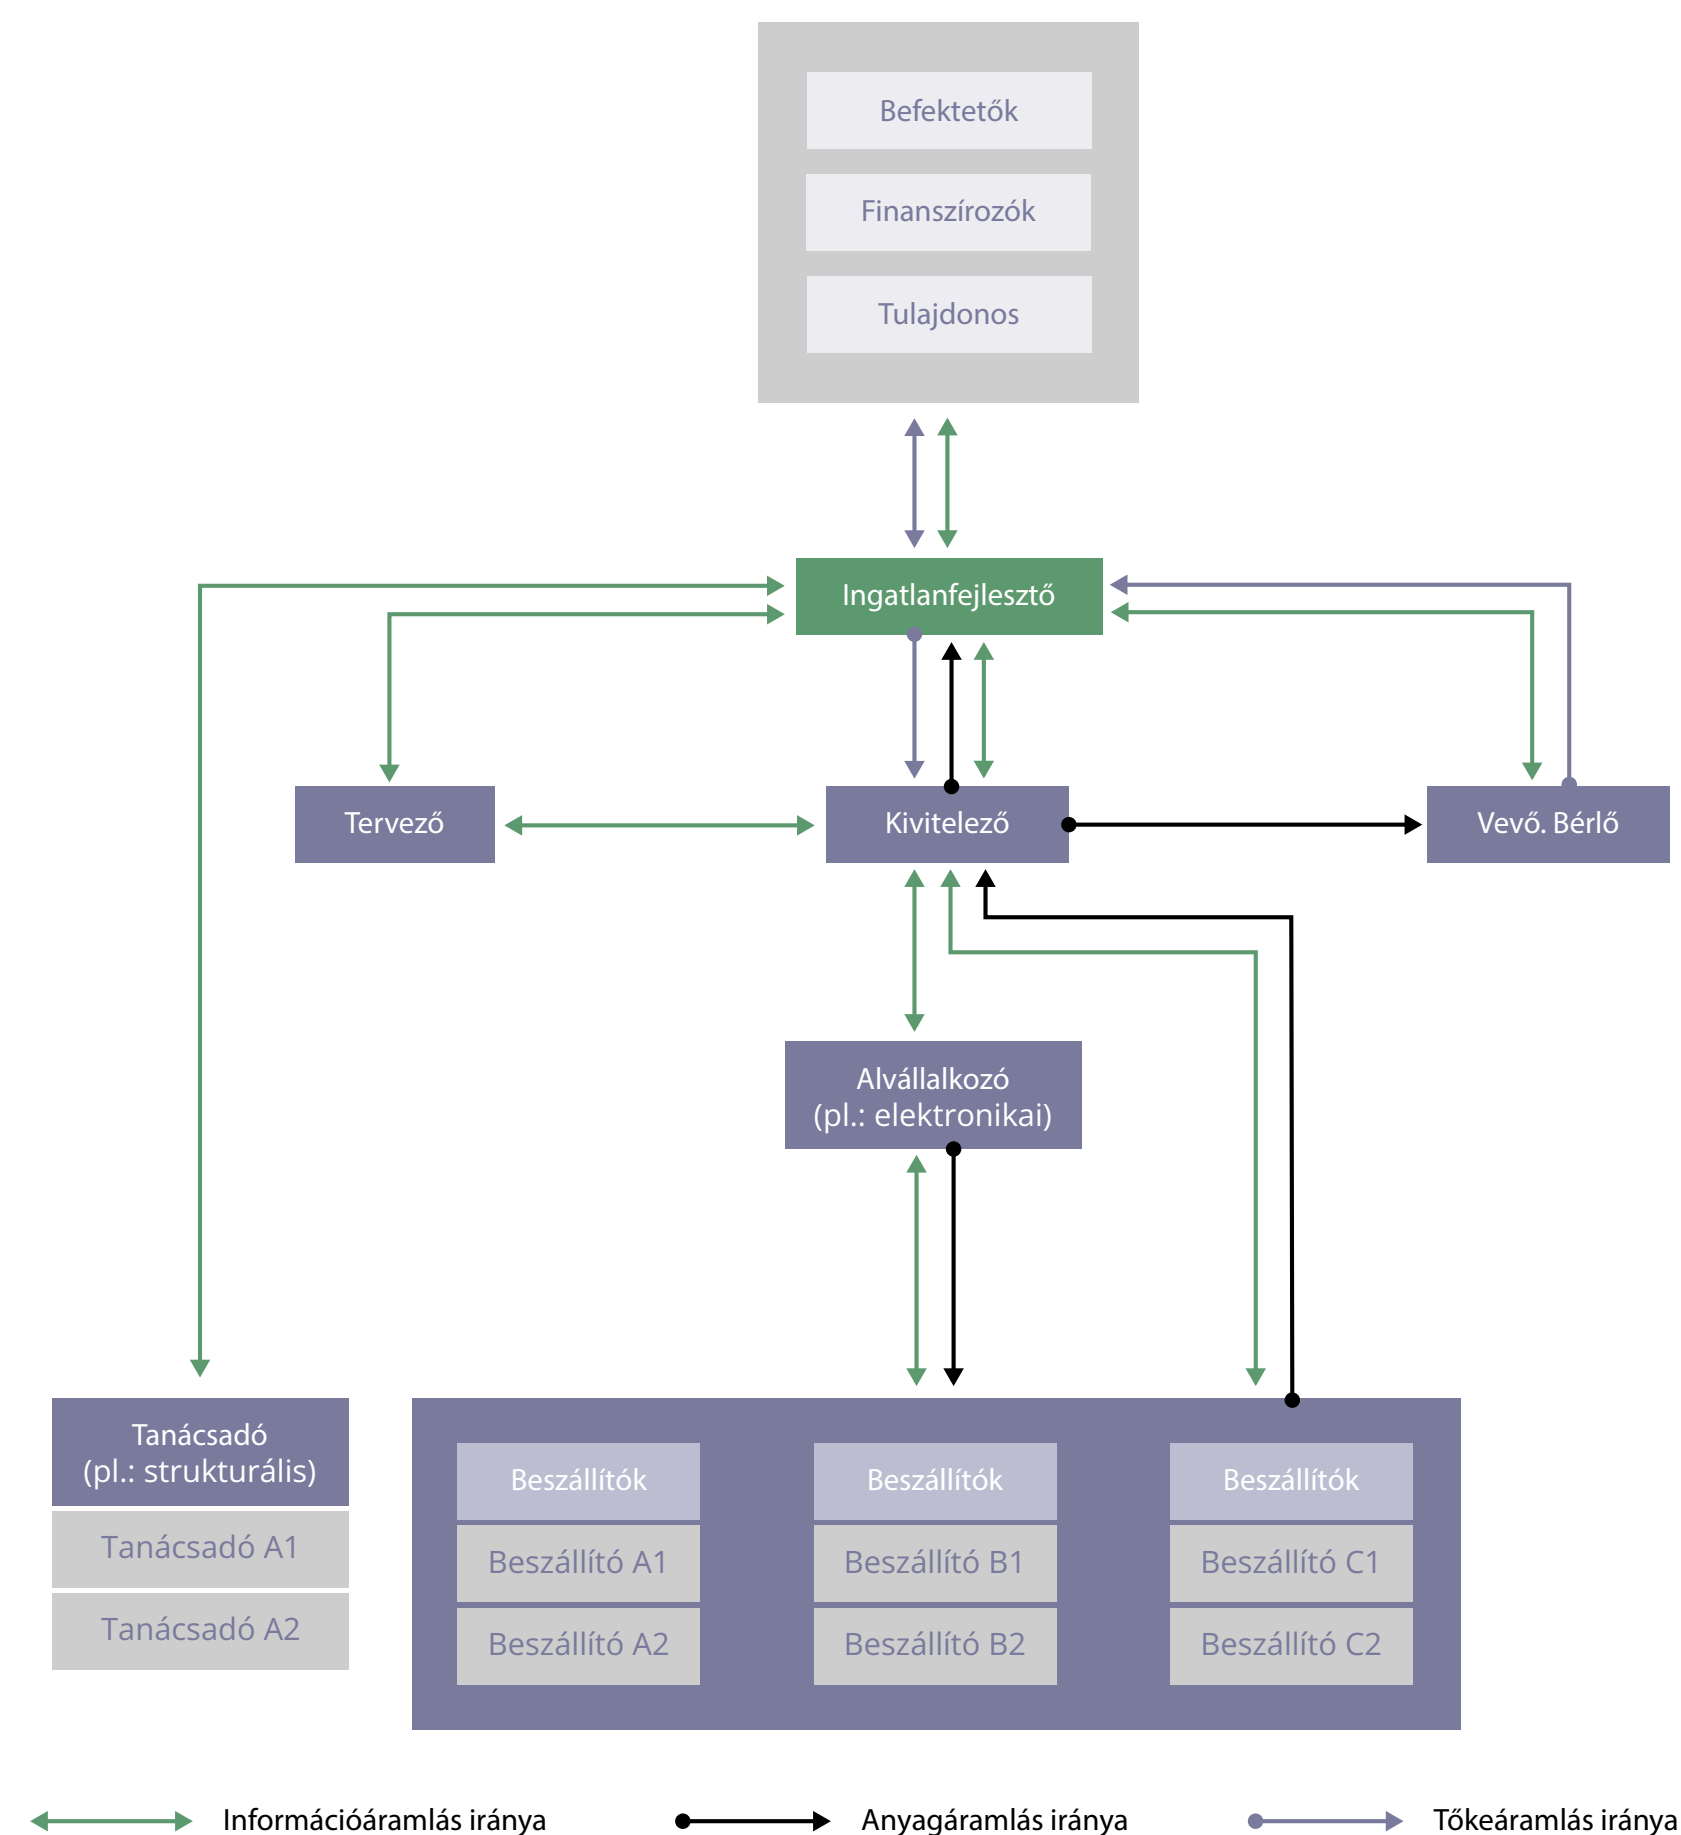 Befektetők
Finanszírozók
Tulajdonos
Ingatlanfejlesztő
Tervező
Kivitelező
Vevő. Bérlő
Alvállalkozó
(pl.: elektronikai)
Tanácsadó
(pl.: strukturális)
Tanácsadó A1
Tanácsadó A2
Beszállítók
Beszállító A1
Beszállító A2
Beszállítók
Beszállító B1
Beszállító B2
Beszállítók
Beszállító C1
Beszállító C2
Információáramlás iránya
Anyagáramlás iránya
Tőkeáramlás iránya